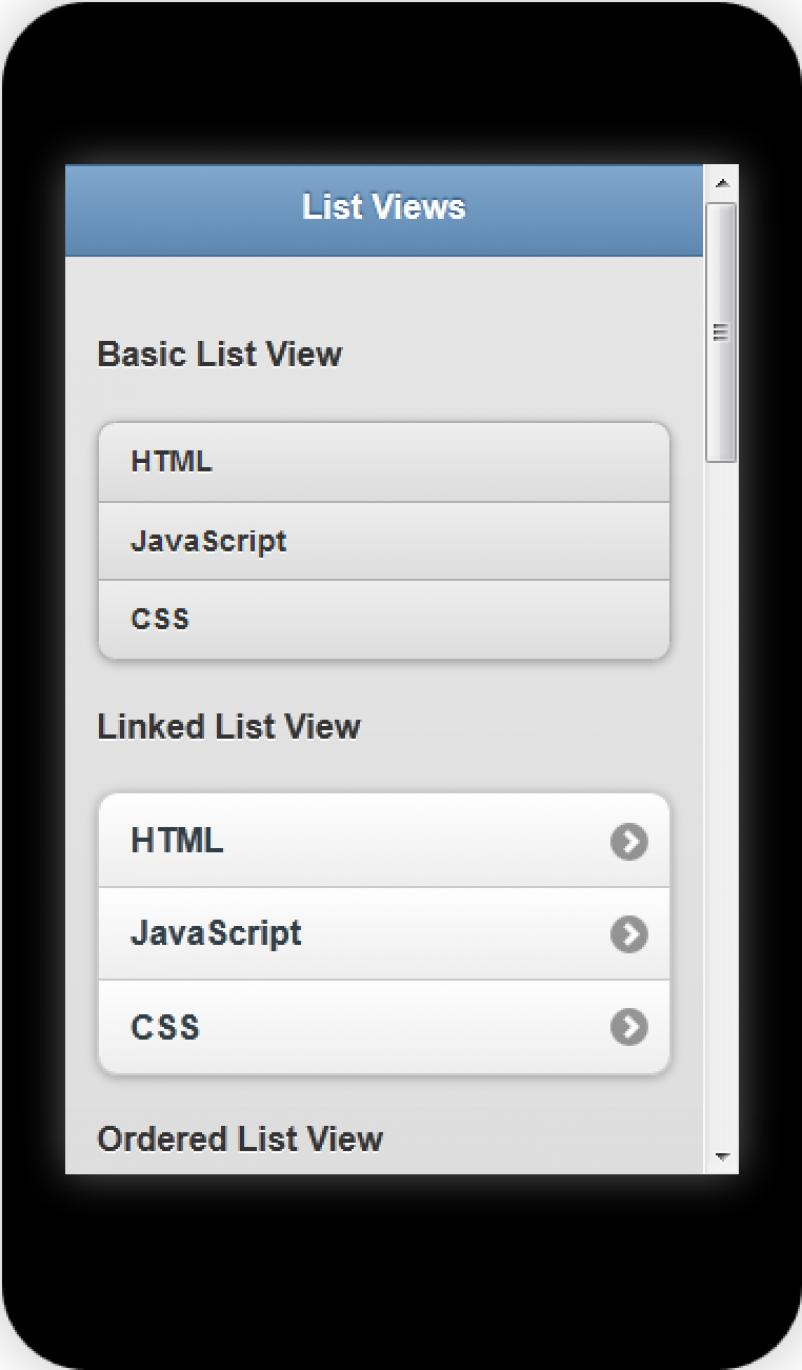 List Views
Basic List View
HTML
JavaScript
CSS
Linked List View
HTML
JavaScript
CSS
Ordered List View